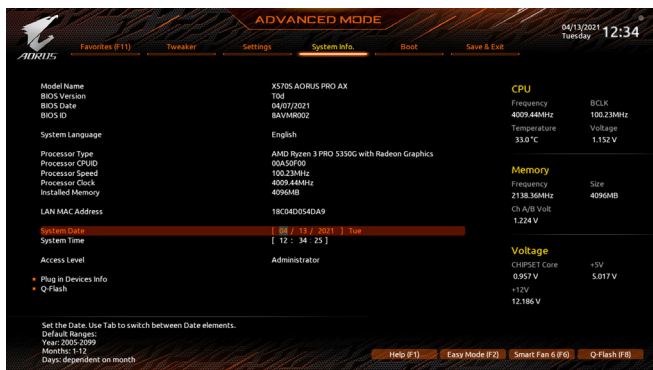 ADVANCED MODE
04/13/2021 Tuesday 12:34
AORUS
Favorites (F11) Tweaker Settings System Info. Boot Save & Exit
Model Name X570S AORUS PRO AX
BIOS Version T0d
BIOS Date 04/07/2021
BIOS ID 8AVMR002
System Language English
Processor Type AMD Ryzen 3 PRO 5350G with Radeon Graphics
Processor CPUID 00A50F00
Processor Speed 100.23MHz
Processor Clock 4009.44MHz
Installed Memory 4096MB
LAN MAC Address 18C04D054DA9
System Date [ 04 / 13 / 2021 ] Tue
System Time [ 12 : 34 : 25 ]
Access Level Administrator
Plug in Devices Info
Q-Flash
CPU
Frequency BCLK
4009.44MHz 100.23MHz
Temperature Voltage
33.0 °C 1.152 V
Memory
Frequency Size
2138.36MHz 4096MB
Ch A/B Volt
1.224 V
Voltage
CHIPSET Core +5V
0.957 V 5.017 V
+12V
12.186 V
Set the Date. Use Tab to switch between Date elements.
Default Ranges:
Year: 2005-2099
Months: 1-12
Days: dependent on month
Help (F1) Easy Mode (F2) Smart Fan 6 (F6) Q-Flash (F8)